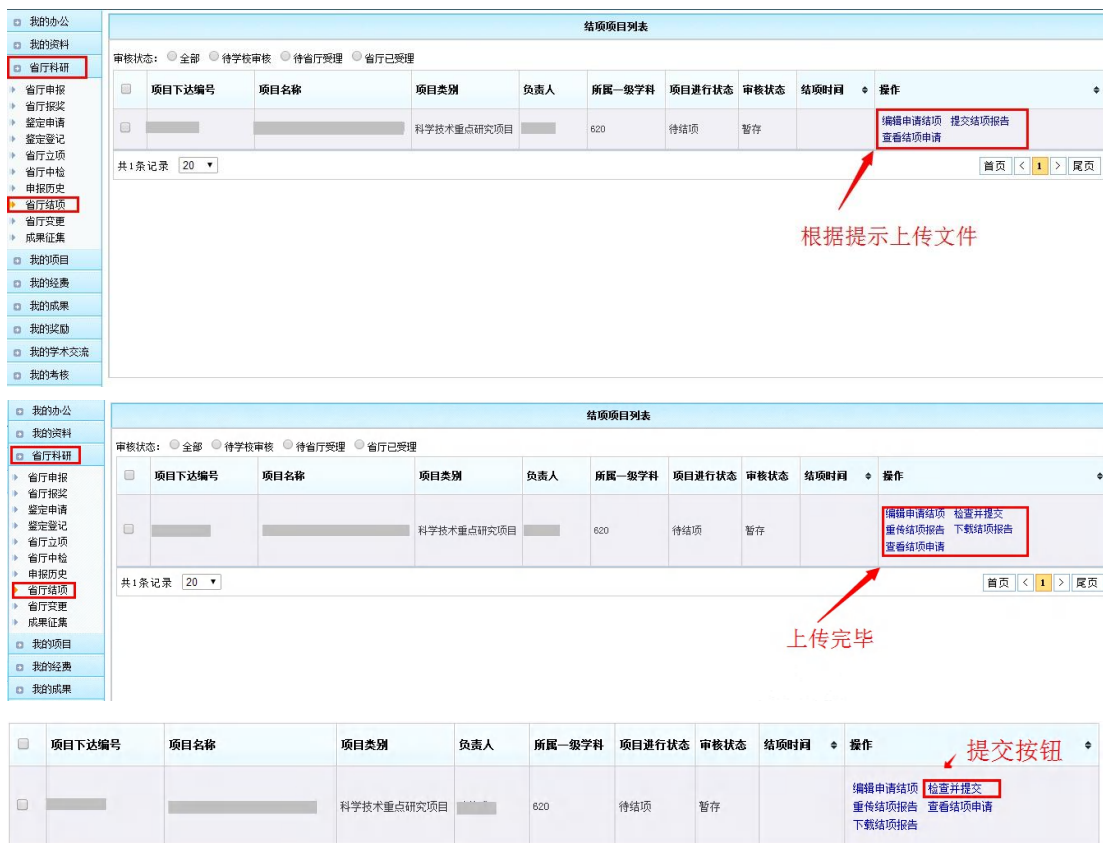 我的办公
我的资料
省厅科研
省厅申报
省厅报奖
鉴定申请
鉴定登记
省厅立项
省厅中检
申报历史
省厅结项
省厅变更
成果征集
我的项目
我的经费
我的成果
我的奖励
我的学术交流
我的考核
结项项目列表
审核状态： 全部 待学校审核 待省厅受理 省厅已受理
项目下达编号 项目名称 项目类别 负责人 所属一级学科 项目进行状态 审核状态 结项时间 操作
科学技术重点研究项目 620 待结项 暂存
编辑申请结项 提交结项报告
查看结项申请
共1条记录 20 首页 < 1 > 尾页
根据提示上传文件
我的办公
我的资料
省厅科研
省厅申报
省厅报奖
鉴定申请
鉴定登记
省厅立项
省厅中检
申报历史
省厅结项
省厅变更
成果征集
我的项目
我的经费
我的成果
结项项目列表
审核状态： 全部 待学校审核 待省厅受理 省厅已受理
项目下达编号 项目名称 项目类别 负责人 所属一级学科 项目进行状态 审核状态 结项时间 操作
科学技术重点研究项目 620 待结项 暂存
编辑申请结项 检查并提交
重传结项报告 下载结项报告
查看结项申请
共1条记录 20 首页 < 1 > 尾页
上传完毕
项目下达编号 项目名称 项目类别 负责人 所属一级学科 项目进行状态 审核状态 结项时间 操作
提交按钮
科学技术重点研究项目 620 待结项 暂存
编辑申请结项 检查并提交
重传结项报告 查看结项申请
下载结项报告